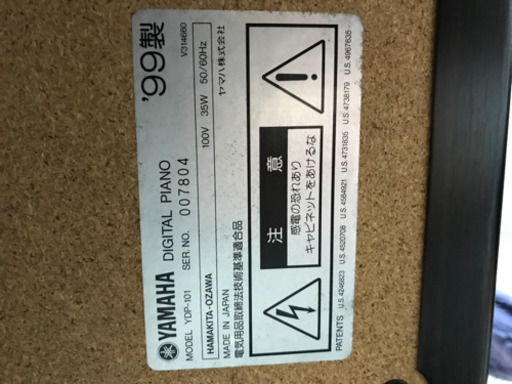 YAMAHA DIGITAL PIANO '99製
MODEL YDP-101 SER. NO. 007804 V314660
HAMAKITA-OZAWA 100V 35W 50/60Hz
MADE IN JAPAN ヤマハ株式会社
電気用品取締法技術基準適合品
注 意
感電の恐れあり
キャビネットをあけるな
PATENTS U.S.4246823 U.S.4520708 U.S.4584921 U.S.4731835 U.S.4738179 U.S.4967635